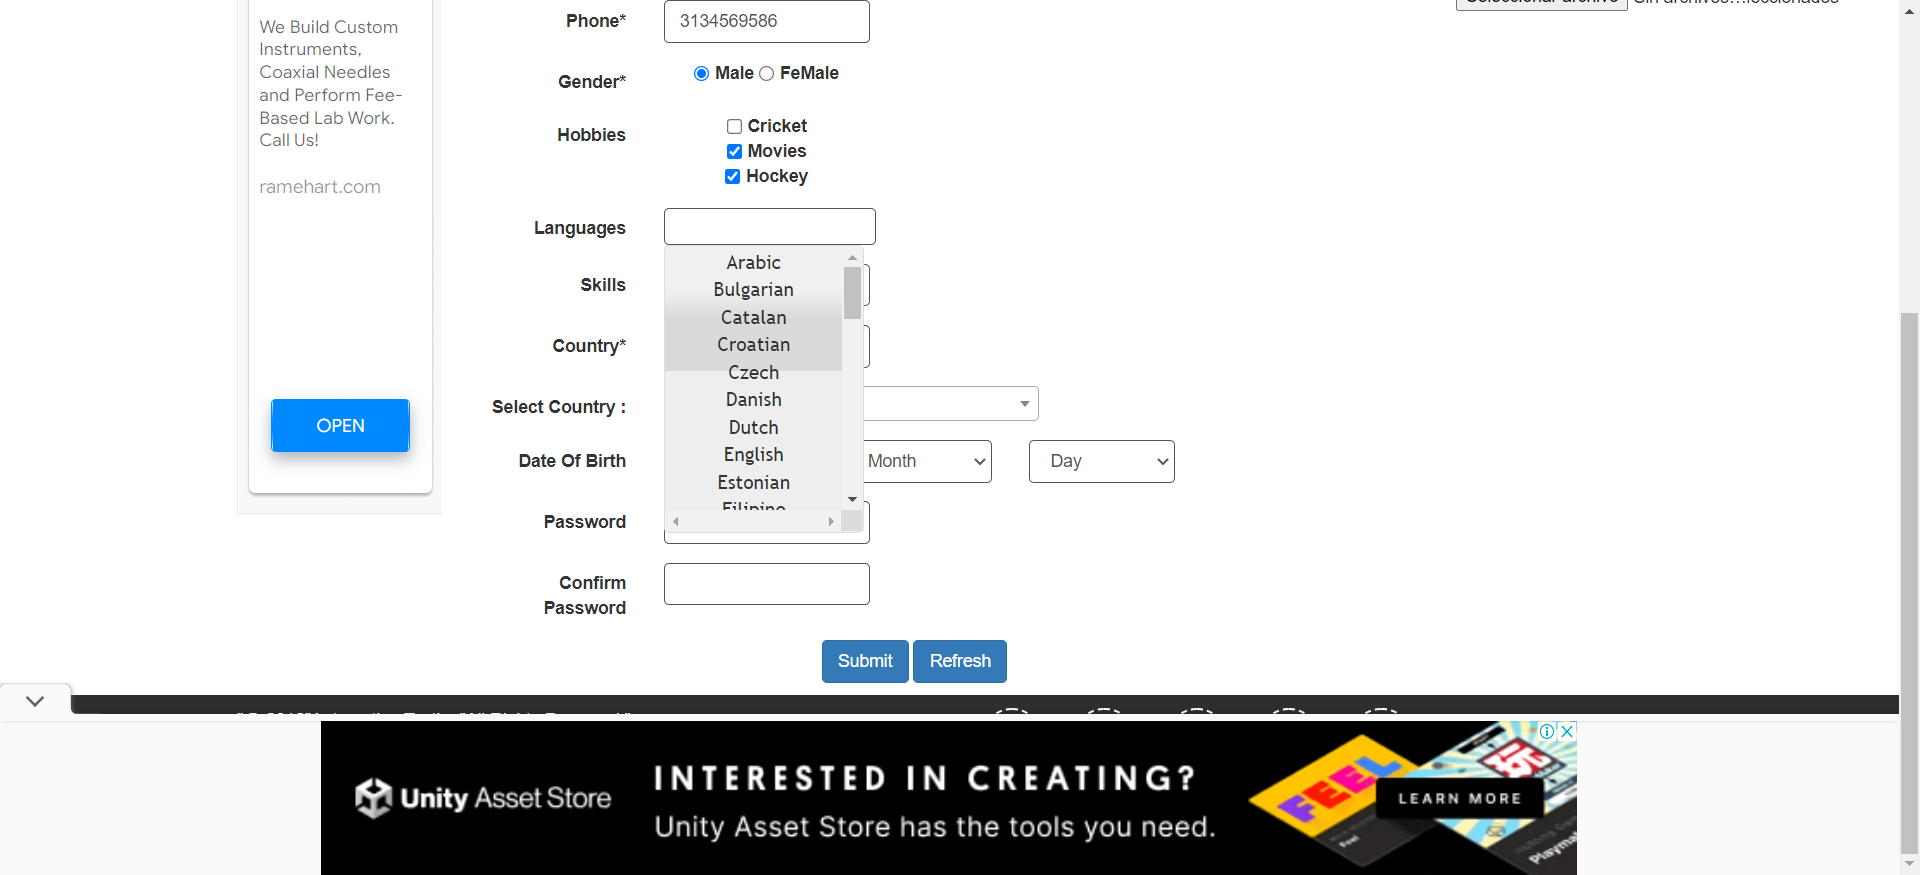 We Build Custom
Instruments,
Coaxial Needles
and Perform Fee-
Based Lab Work.
Call Us!
ramehart.com
OPEN
Phone*
3134569586
Gender*
Male
FeMale
Hobbies
Cricket
Movies
Hockey
Languages
Arabic
Bulgarian
Catalan
Croatian
Czech
Danish
Dutch
English
Estonian
Filipino
Skills
Country*
Select Country :
Date Of Birth
Month
Day
Password
Confirm
Password
Submit
Refresh
Unity Asset Store
INTERESTED IN CREATING?
Unity Asset Store has the tools you need.
FEEL
LEARN MORE
Feel